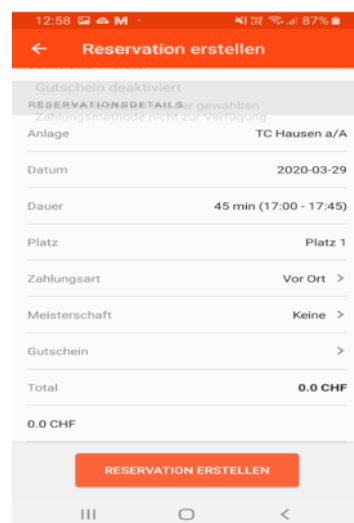 12:58 M · 87%
Reservation erstellen
Gutschein deaktiviert
RESERVATIONSDETAILS der gewählten
Zahlungsmethode nicht zur Verfügung
Anlage TC Hausen a/A
Datum 2020-03-29
Dauer 45 min (17:00 - 17:45)
Platz Platz 1
Zahlungsart Vor Ort >
Meisterschaft Keine >
Gutschein >
Total 0.0 CHF
0.0 CHF
RESERVATION ERSTELLEN